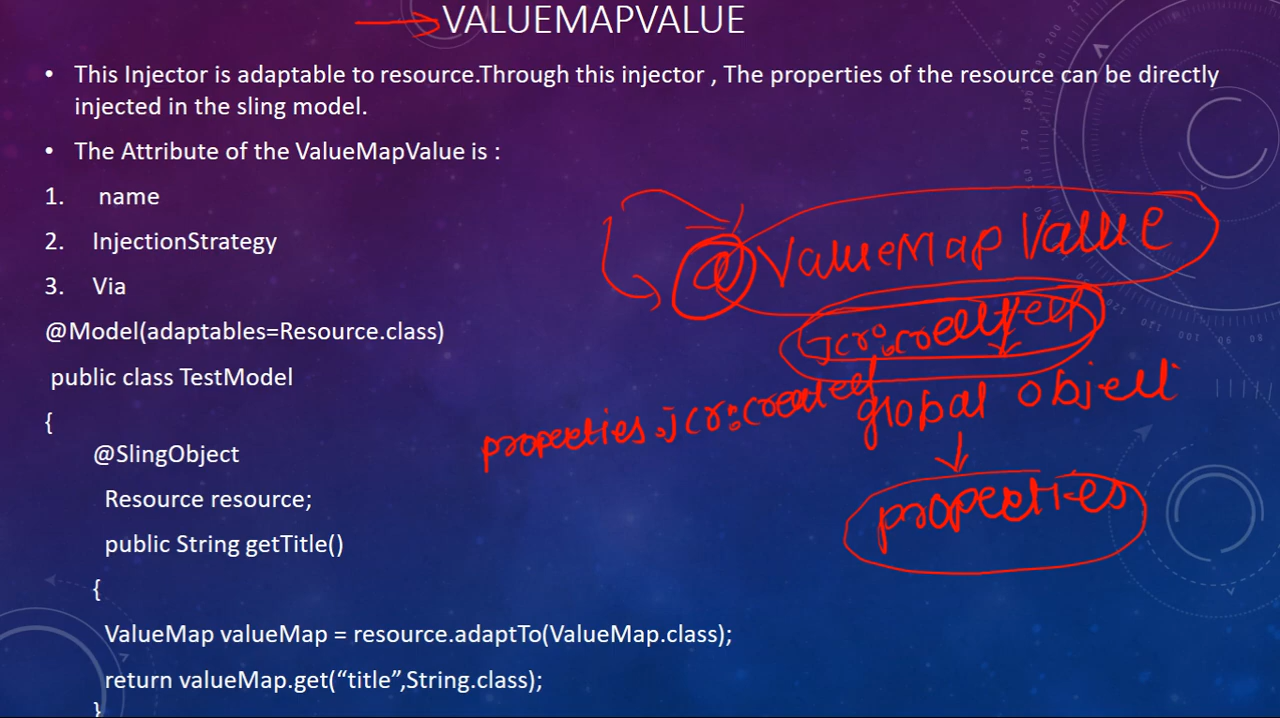 VALUEMAPVALUE
• This Injector is adaptable to resource.Through this injector , The properties of the resource can be directly
injected in the sling model.
• The Attribute of the ValueMapValue is :
1. name
2. InjectionStrategy
3. Via
@ValueMapValue
@Model(adaptables=Resource.class)
jcr:created
public class TestModel
global object
{
properties.jcr:created
@SlingObject
Resource resource;
properties
public String getTitle()
{
ValueMap valueMap = resource.adaptTo(ValueMap.class);
return valueMap.get(“title”,String.class);
}